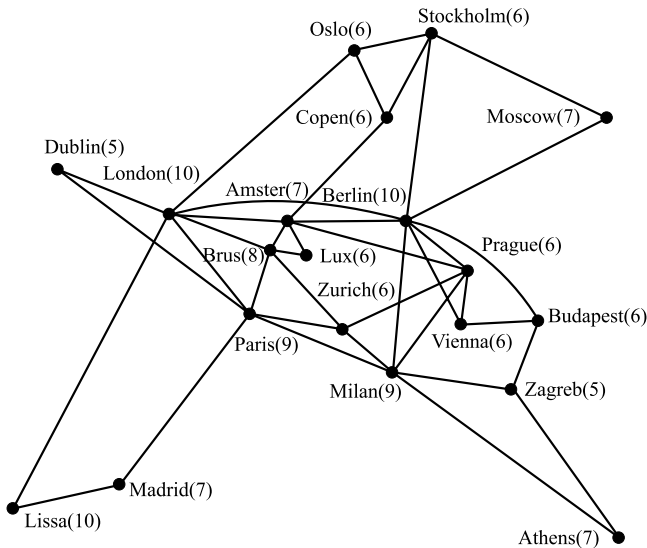 Stockholm(6)
Oslo(6)
Copen(6)
Moscow(7)
Dublin(5)
London(10)
Amster(7)
Berlin(10)
Prague(6)
Brus(8)
Lux(6)
Zurich(6)
Budapest(6)
Paris(9)
Vienna(6)
Milan(9)
Zagreb(5)
Madrid(7)
Lissa(10)
Athens(7)